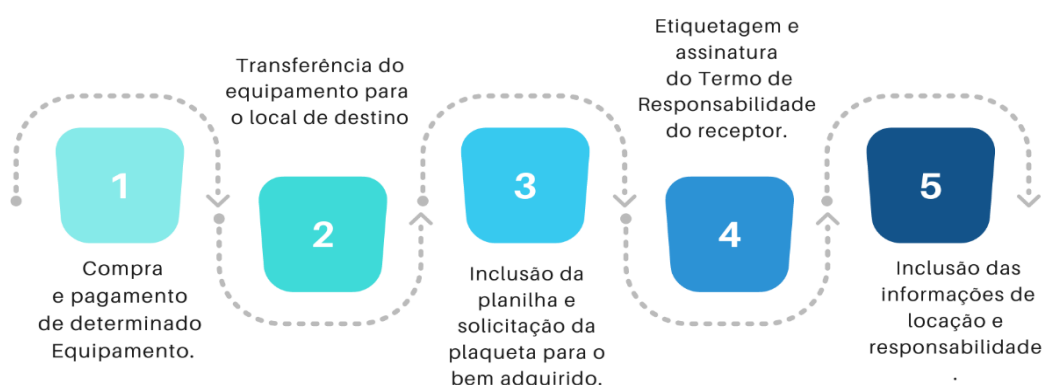 1
Compra
e pagamento
de determinado
Equipamento.
Transferência do
equipamento para
o local de destino
2
3
Inclusão da
planilha e
solicitação da
plaqueta para o
bem adquirido.
Etiquetagem e
assinatura
do Termo de
Responsabilidade
do receptor.
4
5
Inclusão das
informações de
locação e
responsabilidade
.